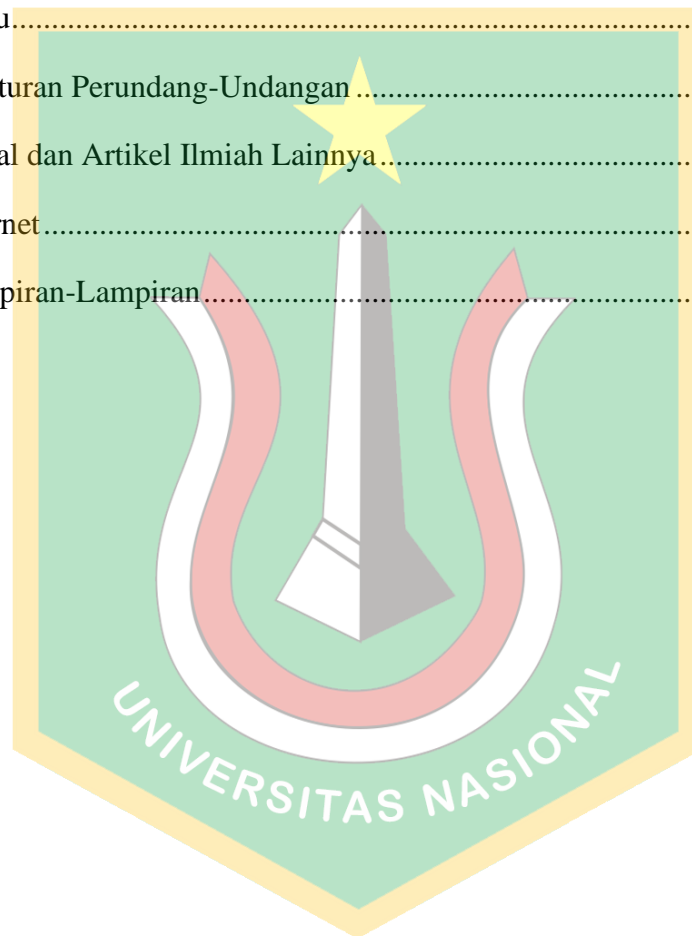 u................................................................
turan Perundang-Undangan ................................................
al dan Artikel Ilmiah Lainnya .............................................
rnet ................................................................
piran-Lampiran ................................................................
UNIVERSITAS NASIONAL